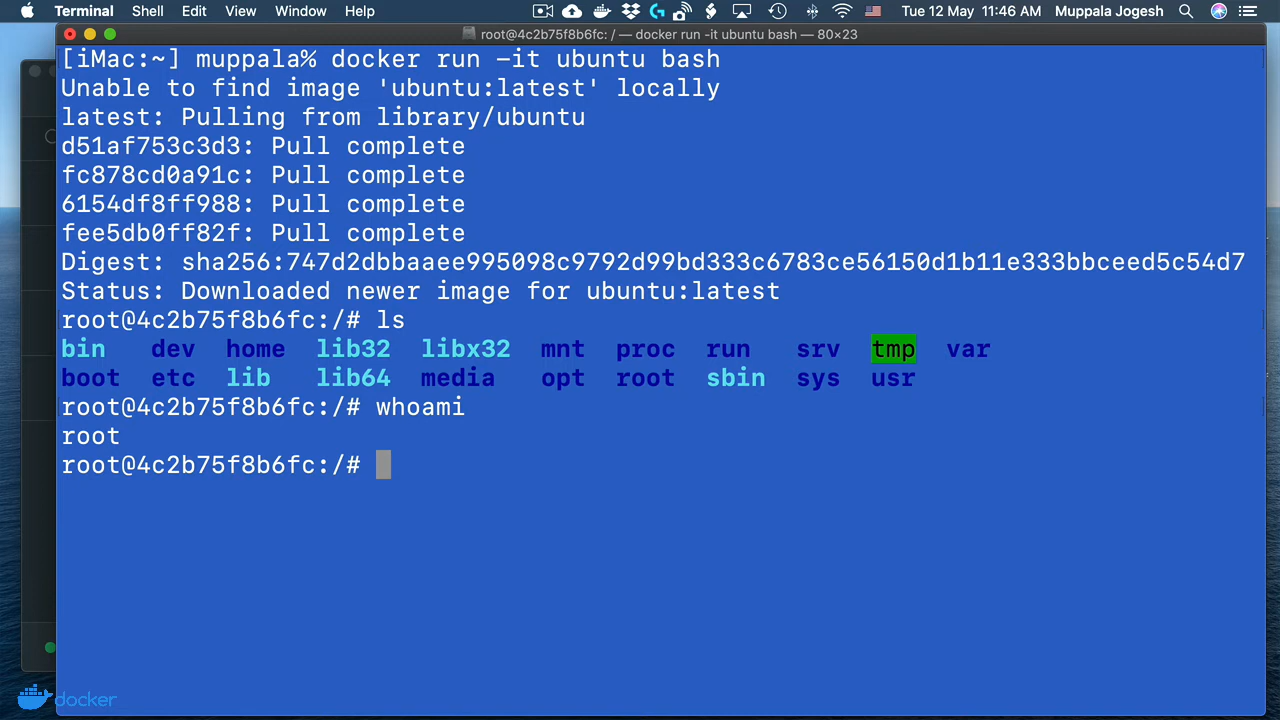 Terminal Shell Edit View Window Help Tue 12 May 11:46 AM Muppala Jogesh
root@4c2b75f8b6fc: / — docker run -it ubuntu bash — 80×23
[iMac:~] muppala% docker run -it ubuntu bash
Unable to find image 'ubuntu:latest' locally
latest: Pulling from library/ubuntu
d51af753c3d3: Pull complete
fc878cd0a91c: Pull complete
6154df8ff988: Pull complete
fee5db0ff82f: Pull complete
Digest: sha256:747d2dbbaaee995098c9792d99bd333c6783ce56150d1b11e333bbceed5c54d7
Status: Downloaded newer image for ubuntu:latest
root@4c2b75f8b6fc:/# ls
bin dev home lib32 libx32 mnt proc run srv tmp var
boot etc lib lib64 media opt root sbin sys usr
root@4c2b75f8b6fc:/# whoami
root
root@4c2b75f8b6fc:/#
docker